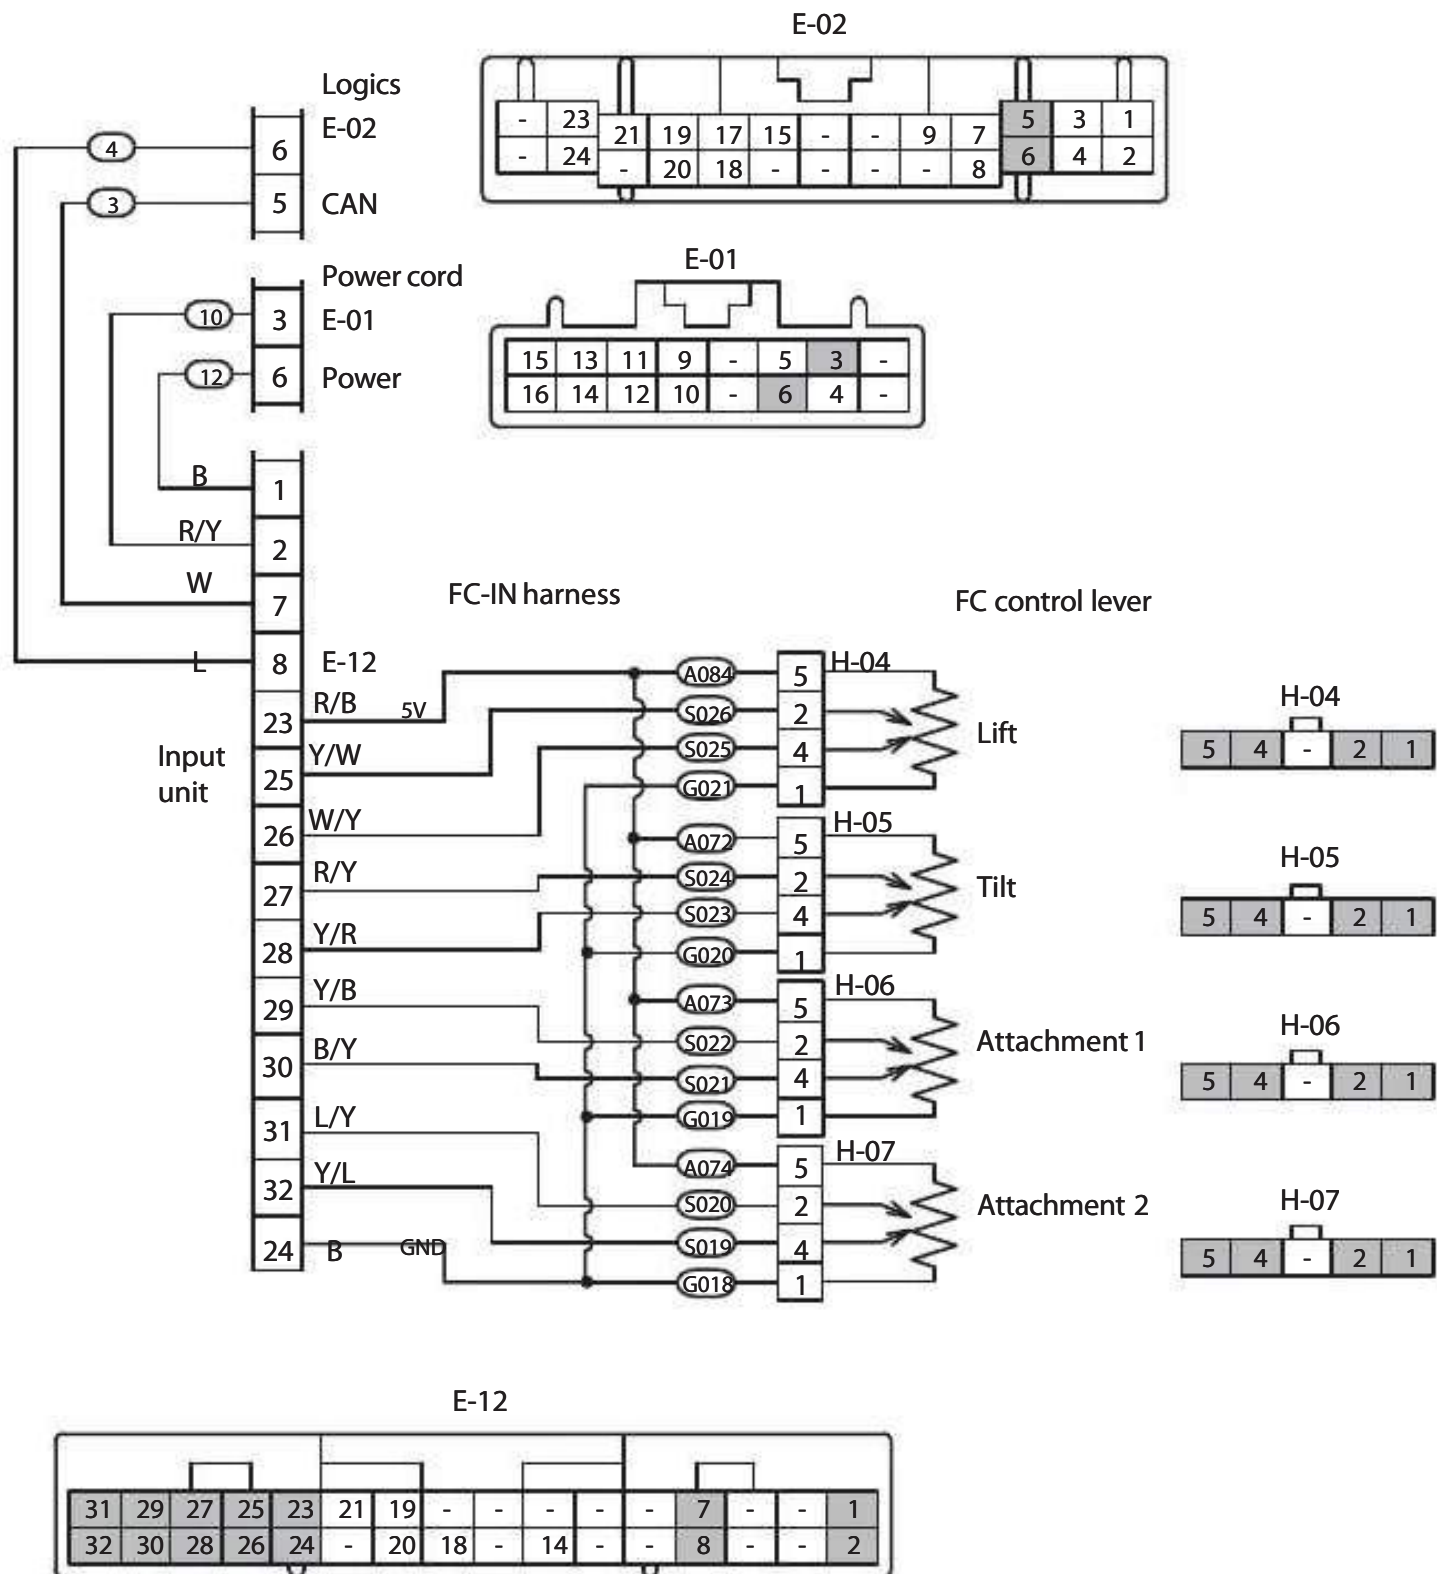 E-02
Logics
E-02
4 6
3 5 CAN
- 23 21 19 17 15 - - 9 7 5 3 1
- 24 - 20 18 - - - - 8 6 4 2
E-01
Power cord
10 3 E-01
12 6 Power
15 13 11 9 - 5 3 -
16 14 12 10 - 6 4 -
B 1
R/Y 2
W 7
FC-IN harness
FC control lever
L 8 E-12
23 R/B 5V
Input
unit
25 Y/W
26 W/Y
27 R/Y
28 Y/R
29 Y/B
30 B/Y
31 L/Y
32 Y/L
24 B GND
A084 5 H-04
S026 2
S025 4
G021 1
Lift
A072 5 H-05
S024 2
S023 4
G020 1
Tilt
A073 5 H-06
S022 2
S021 4
G019 1
Attachment 1
A074 5 H-07
S020 2
S019 4
G018 1
Attachment 2
H-04
5 4 - 2 1
H-05
5 4 - 2 1
H-06
5 4 - 2 1
H-07
5 4 - 2 1
E-12
31 29 27 25 23 21 19 - - - - - 7 - - 1
32 30 28 26 24 - 20 18 - 14 - - 8 - - 2